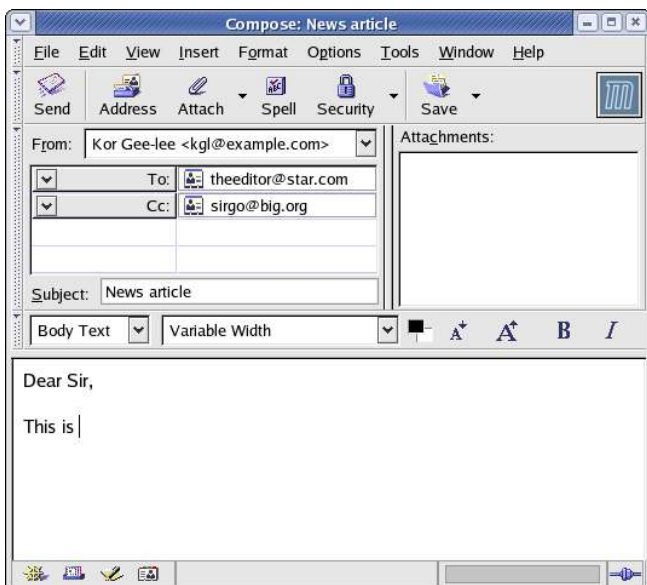 Compose: News article
File Edit View Insert Format Options Tools Window Help
Send Address Attach Spell Security Save
From: Kor Gee-lee <kgl@example.com>
Attachments:
To: theeditor@star.com
Cc: sirgo@big.org
Subject: News article
Body Text Variable Width A A B I
Dear Sir,
This is